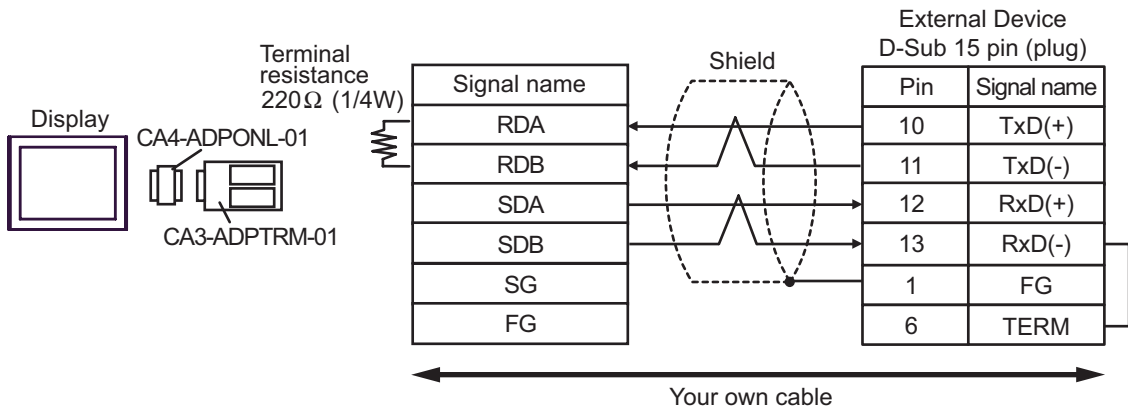 External Device
D-Sub 15 pin (plug)
Terminal
resistance
220Ω (1/4W)
Shield
Display
CA4-ADPONL-01
CA3-ADPTRM-01
Signal name
RDA
RDB
SDA
SDB
SG
FG
Pin Signal name
10 TxD(+)
11 TxD(-)
12 RxD(+)
13 RxD(-)
1 FG
6 TERM
Your own cable